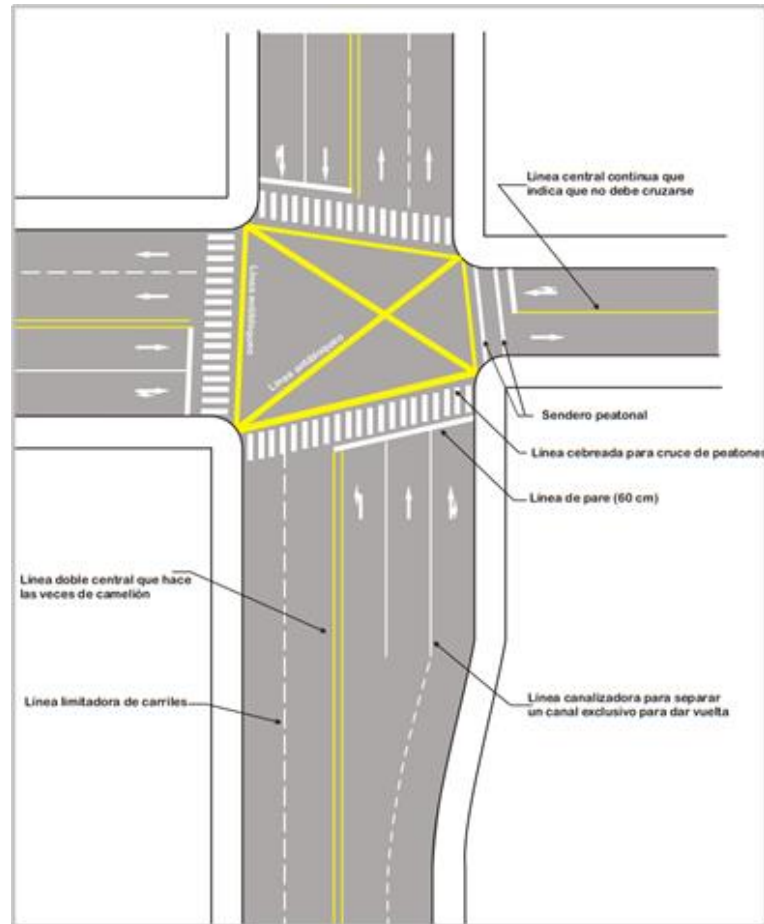 Línea central continua que
indica que no debe cruzarse
Línea antibloqueo
Línea antibloqueo
Sendero peatonal
Línea cebreada para cruce de peatones
Línea de pare (60 cm)
Línea doble central que hace
las veces de camelión
Línea limitadora de carriles
Línea canalizadora para separar
un canal exclusivo para dar vuelta